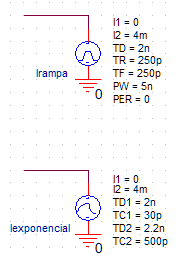 I1 = 0
I2 = 4m
TD = 2n
TR = 250p
TF = 250p
PW = 5n
PER = 0
Irampa
0
I1 = 0
I2 = 4m
TD1 = 2n
TC1 = 30p
TD2 = 2.2n
TC2 = 500p
Iexponencial
0